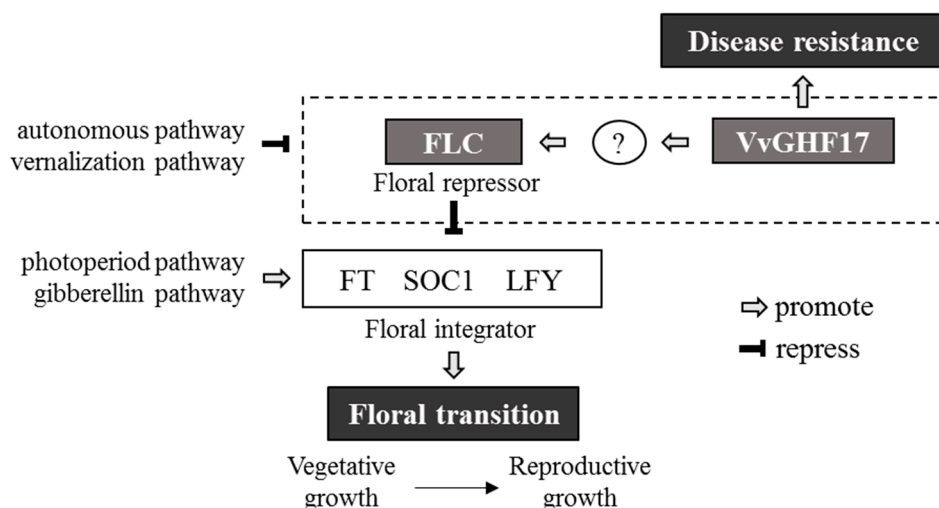 Disease resistance
autonomous pathway
vernalization pathway
FLC
?
VvGHF17
Floral repressor
photoperiod pathway
gibberellin pathway
FT SOC1 LFY
Floral integrator
promote
repress
Floral transition
Vegetative
growth
Reproductive
growth